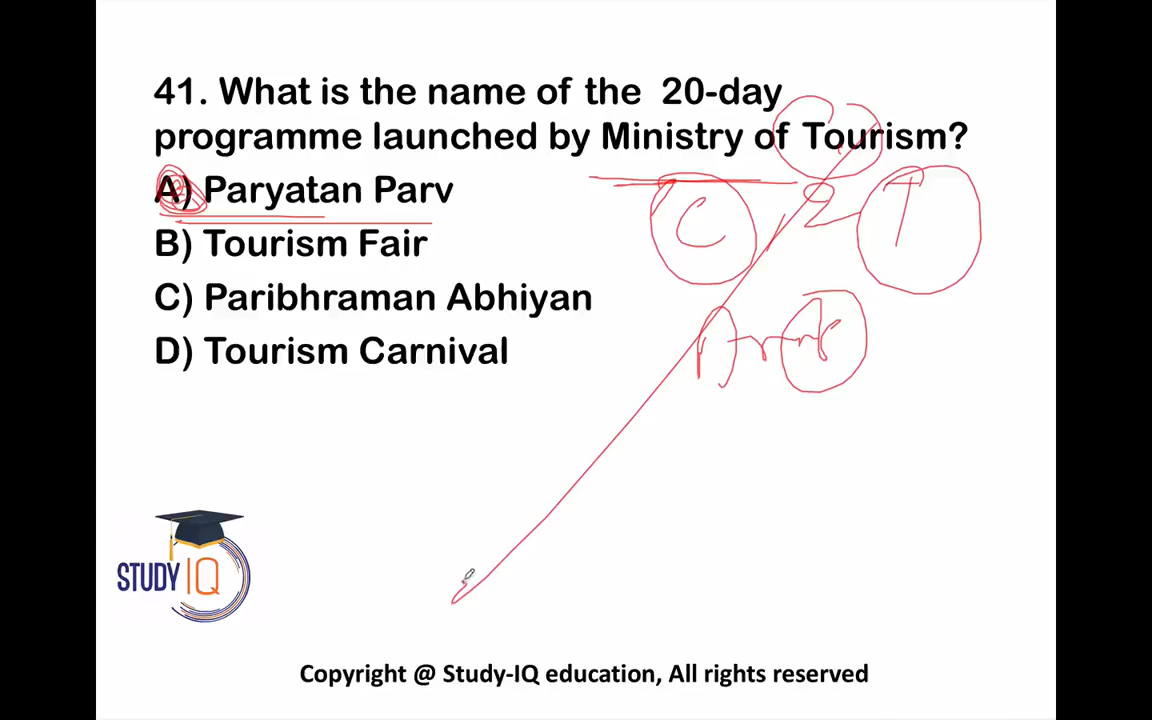 41. What is the name of the 20-day
programme launched by Ministry of Tourism?
A) Paryatan Parv
B) Tourism Fair
C) Paribhraman Abhiyan
D) Tourism Carnival
C
T
STUDY IQ
Copyright @ Study-IQ education, All rights reserved